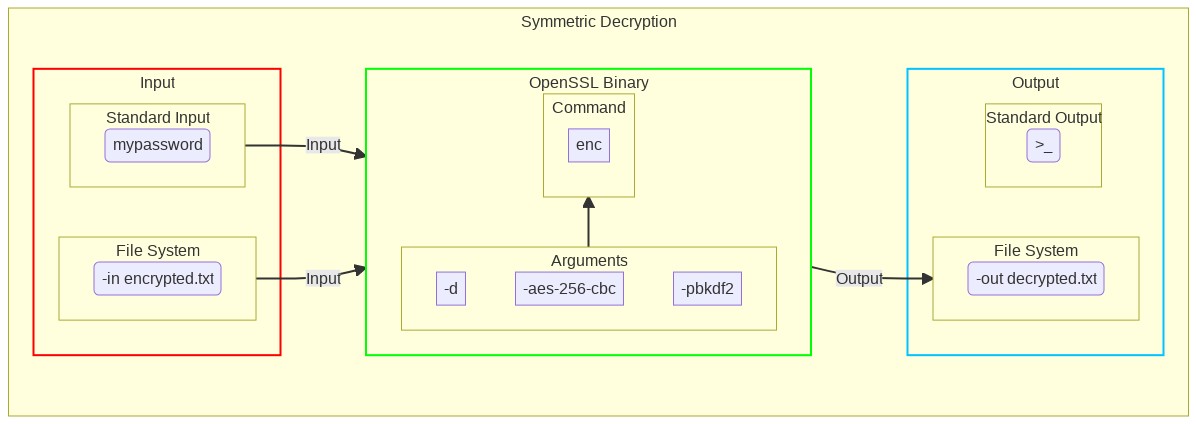 Symmetric Decryption
Input
Standard Input
mypassword
File System
-in encrypted.txt
Input
Input
OpenSSL Binary
Command
enc
Arguments
-d
-aes-256-cbc
-pbkdf2
Output
Output
Standard Output
>_
File System
-out decrypted.txt